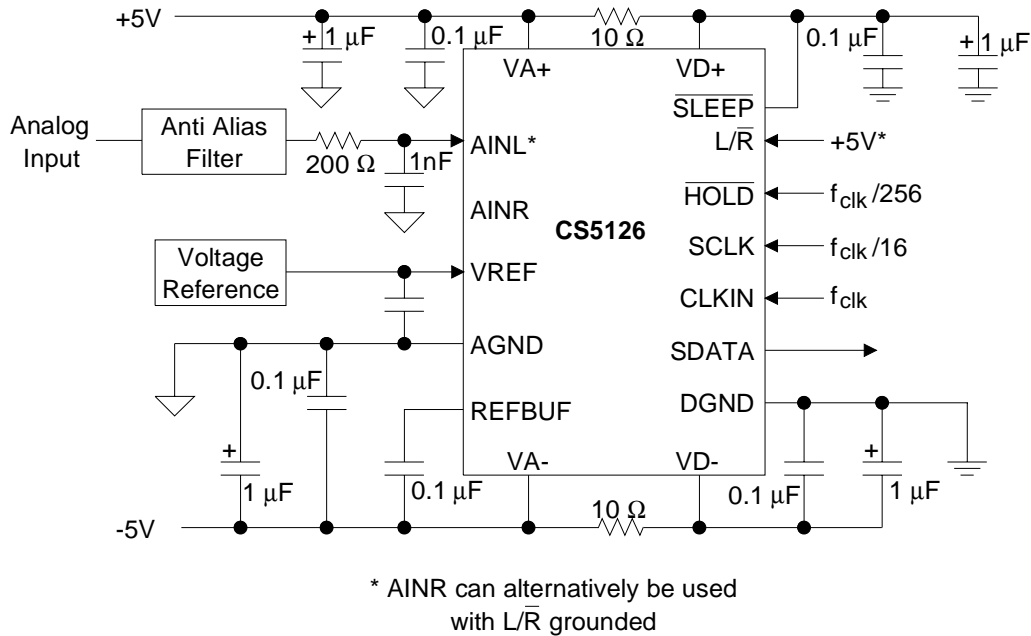 +5V
+
1 μF
0.1 μF
10 Ω
0.1 μF
+
1 μF
VA+
VD+
SLEEP
Analog
Input
Anti Alias
Filter
200 Ω
1nF
AINL*
L/R
+5V*
AINR
HOLD
f_clk /256
CS5126
SCLK
f_clk /16
Voltage
Reference
VREF
CLKIN
f_clk
AGND
SDATA
0.1 μF
REFBUF
DGND
+
1 μF
0.1 μF
VA-
VD-
0.1 μF
+
1 μF
-5V
10 Ω
* AINR can alternatively be used
with L/R grounded